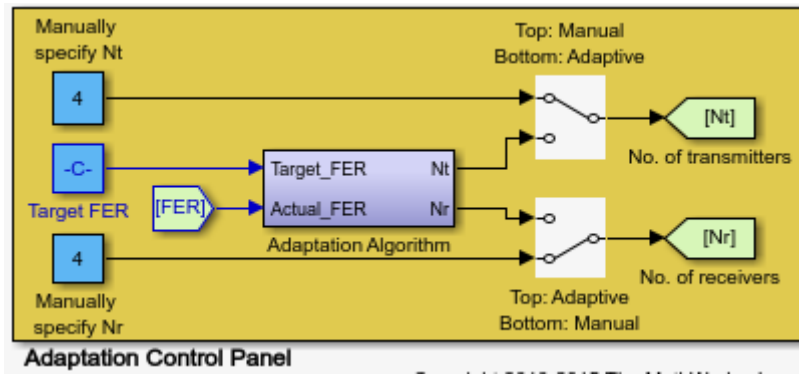 Manually
specify Nt
4
Top: Manual
Bottom: Adaptive
[Nt]
No. of transmitters
-C-
Target FER
[FER]
Target_FER
Nt
Actual_FER
Nr
Adaptation Algorithm
4
Manually
specify Nr
[Nr]
No. of receivers
Top: Adaptive
Bottom: Manual
Adaptation Control Panel